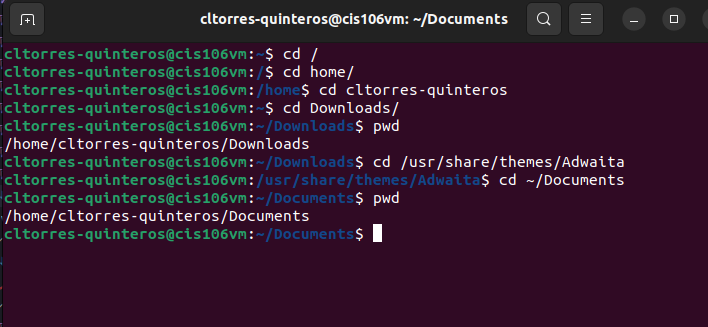 cltorres-quinteros@cis106vm: ~/Documents
cltorres-quinteros@cis106vm:~$ cd /
cltorres-quinteros@cis106vm:/$ cd home/
cltorres-quinteros@cis106vm:/home$ cd cltorres-quinteros
cltorres-quinteros@cis106vm:~$ cd Downloads/
cltorres-quinteros@cis106vm:~/Downloads$ pwd
/home/cltorres-quinteros/Downloads
cltorres-quinteros@cis106vm:~/Downloads$ cd /usr/share/themes/Adwaita
cltorres-quinteros@cis106vm:/usr/share/themes/Adwaita$ cd ~/Documents
cltorres-quinteros@cis106vm:~/Documents$ pwd
/home/cltorres-quinteros/Documents
cltorres-quinteros@cis106vm:~/Documents$